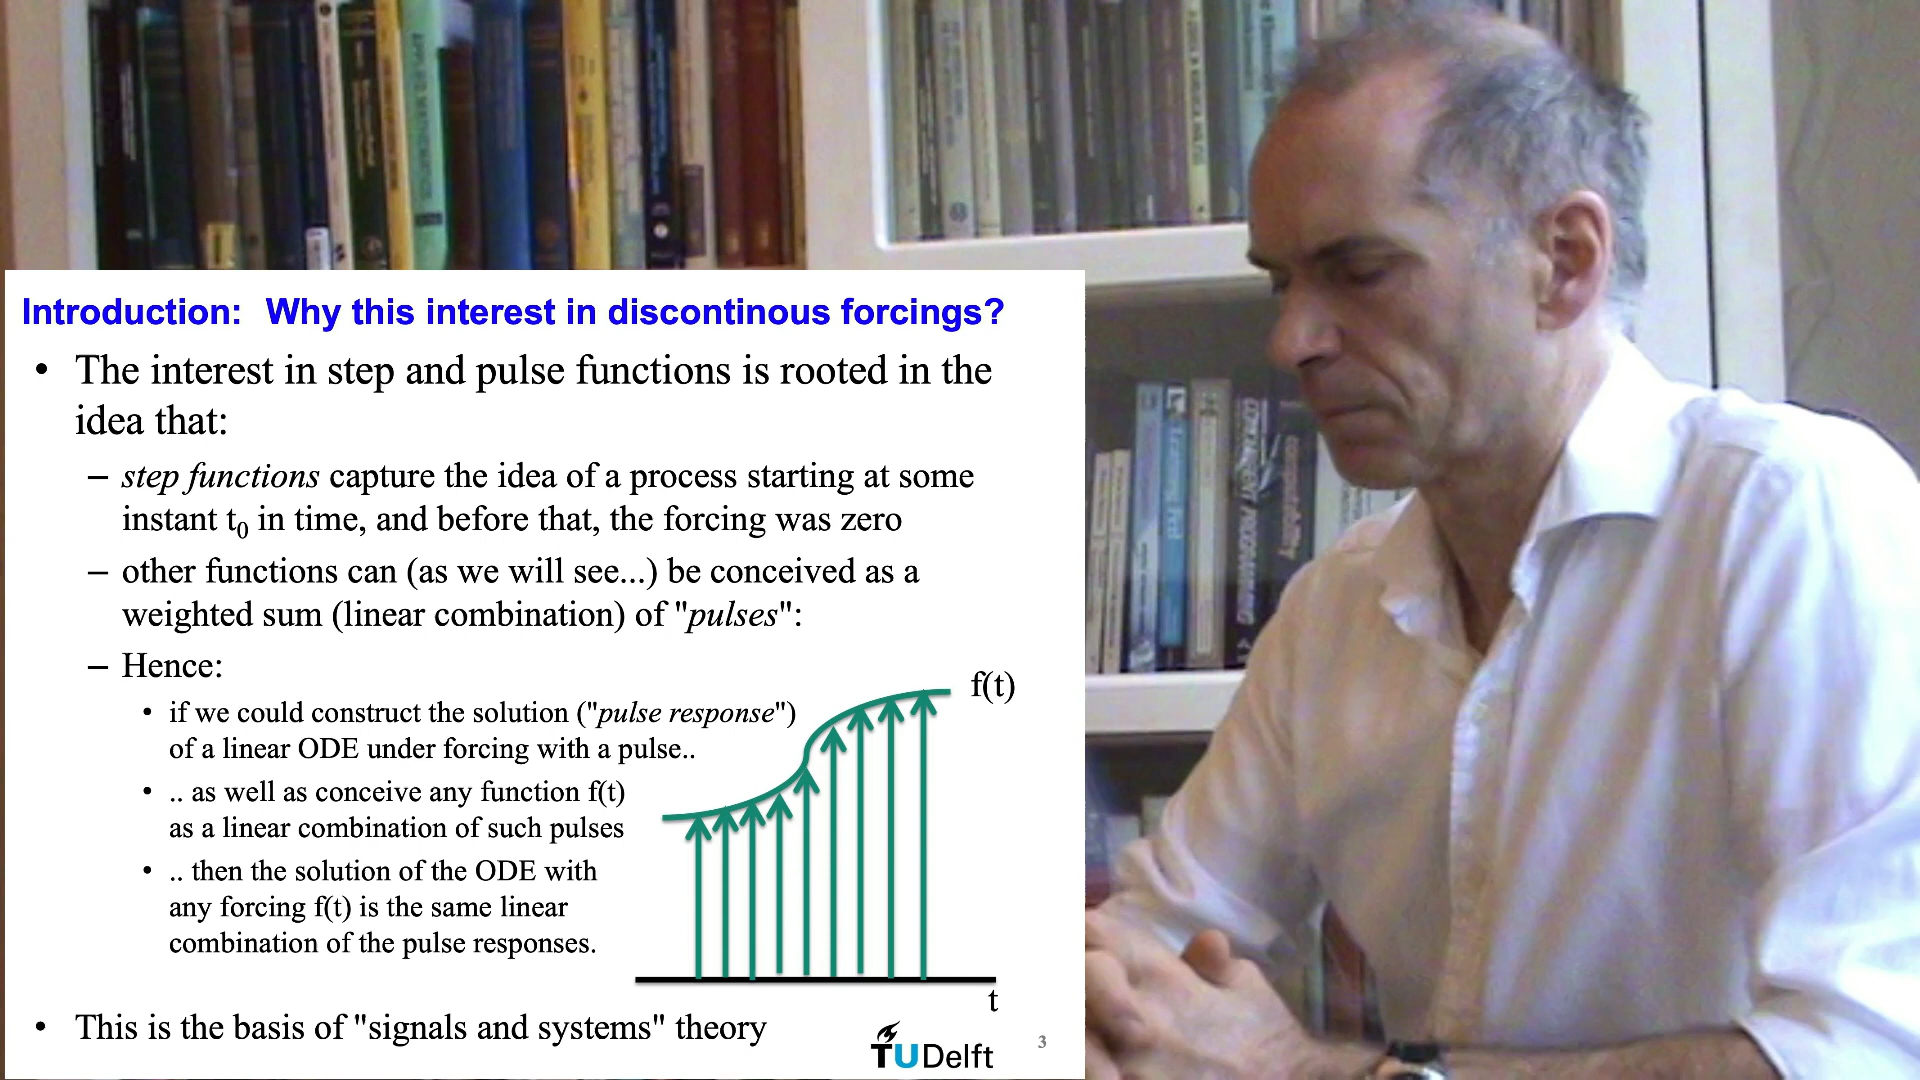 Introduction: Why this interest in discontinous forcings?
• The interest in step and pulse functions is rooted in the
idea that:
– step functions capture the idea of a process starting at some
instant t₀ in time, and before that, the forcing was zero
– other functions can (as we will see...) be conceived as a
weighted sum (linear combination) of "pulses":
– Hence:
• if we could construct the solution ("pulse response")
of a linear ODE under forcing with a pulse..
• .. as well as conceive any function f(t)
as a linear combination of such pulses
• .. then the solution of the ODE with
any forcing f(t) is the same linear
combination of the pulse responses.
f(t)
t
• This is the basis of "signals and systems" theory
TUDelft
3
APPLIED MATHEMATICS
Learning Perl